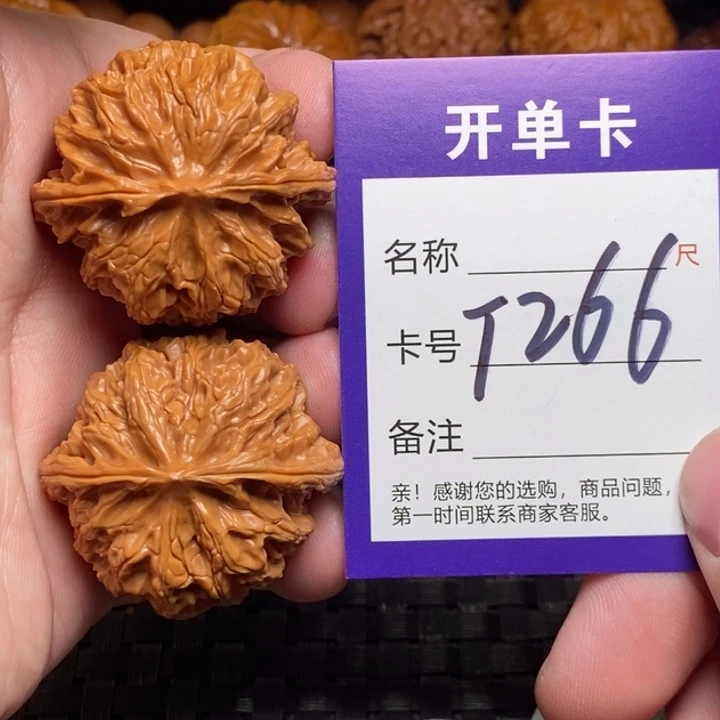 开单卡
名称 尺
卡号 T266
备注
亲！感谢您的选购，商品问题，
第一时间联系商家客服。